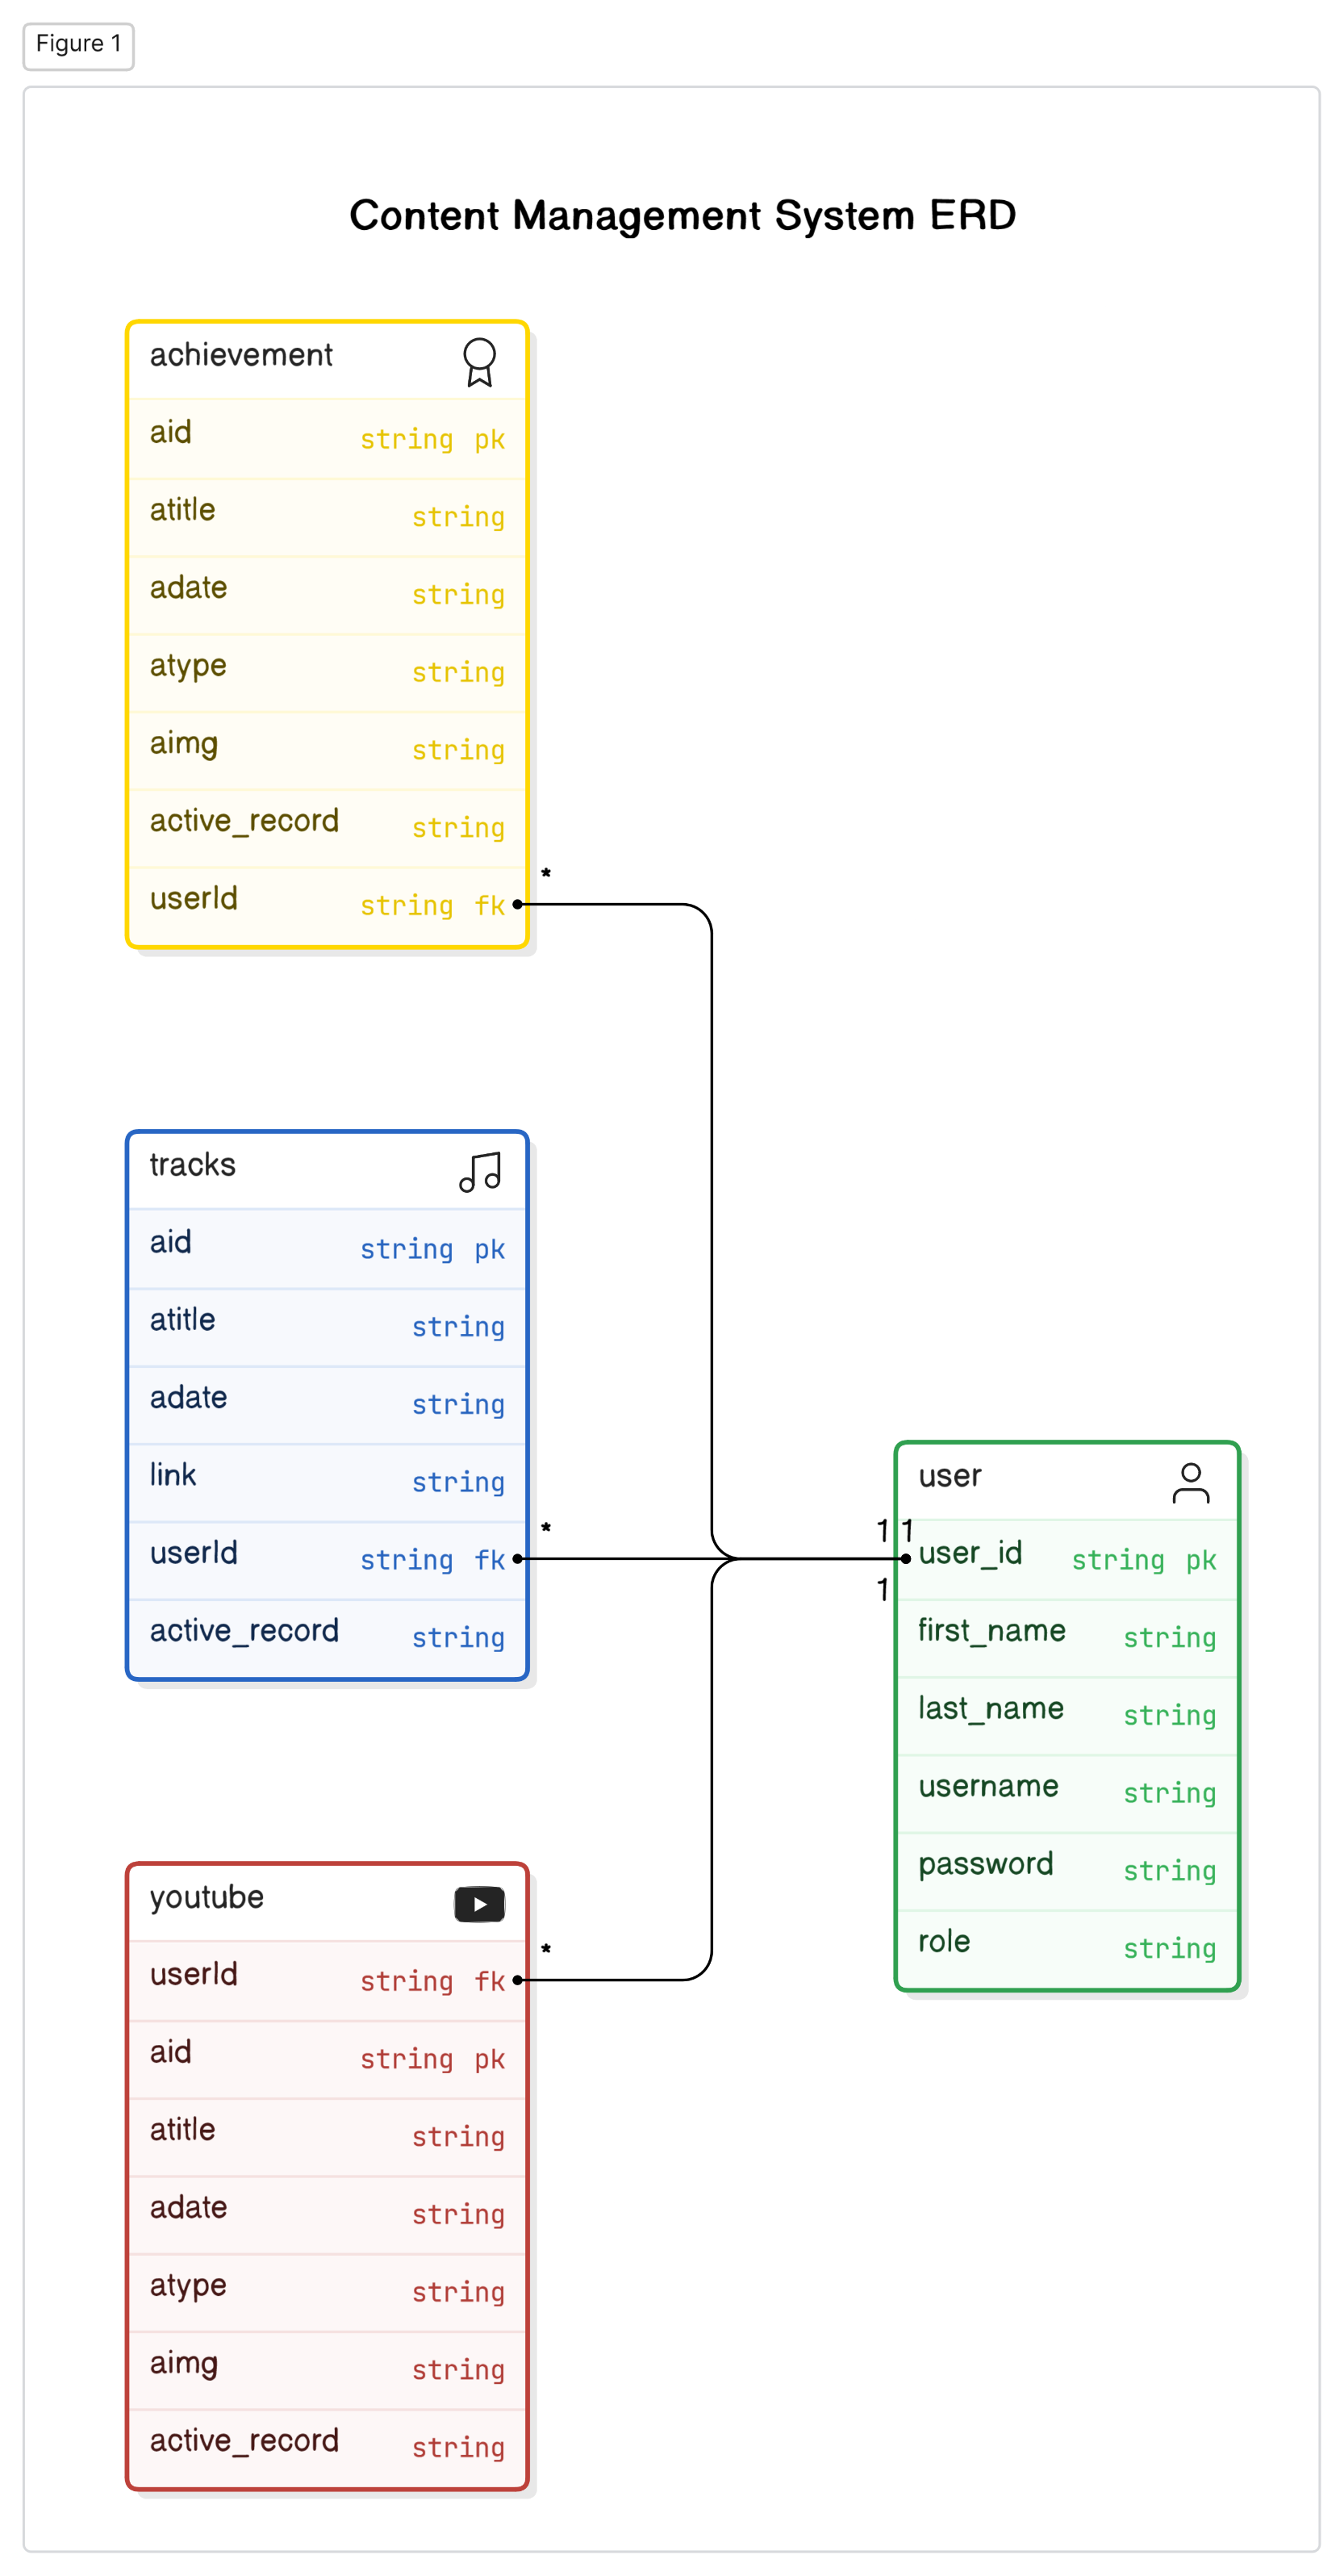 Figure 1
Content Management System ERD
achievement
aid string pk
atitle string
adate string
atype string
aimg string
active_record string
*
userId string fk
tracks
aid string pk
atitle string
adate string
link string
*
userId string fk
active_record string
youtube
*
userId string fk
aid string pk
atitle string
adate string
atype string
aimg string
active_record string
user
1 1
user_id string pk
1
first_name string
last_name string
username string
password string
role string